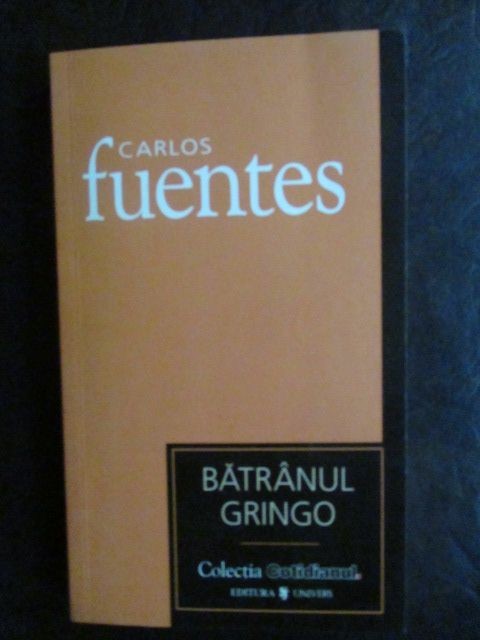 CARLOS
fuentes
BĂTRÂNUL
GRINGO
Colecția Cotidianul.
EDITURA UNIVERS